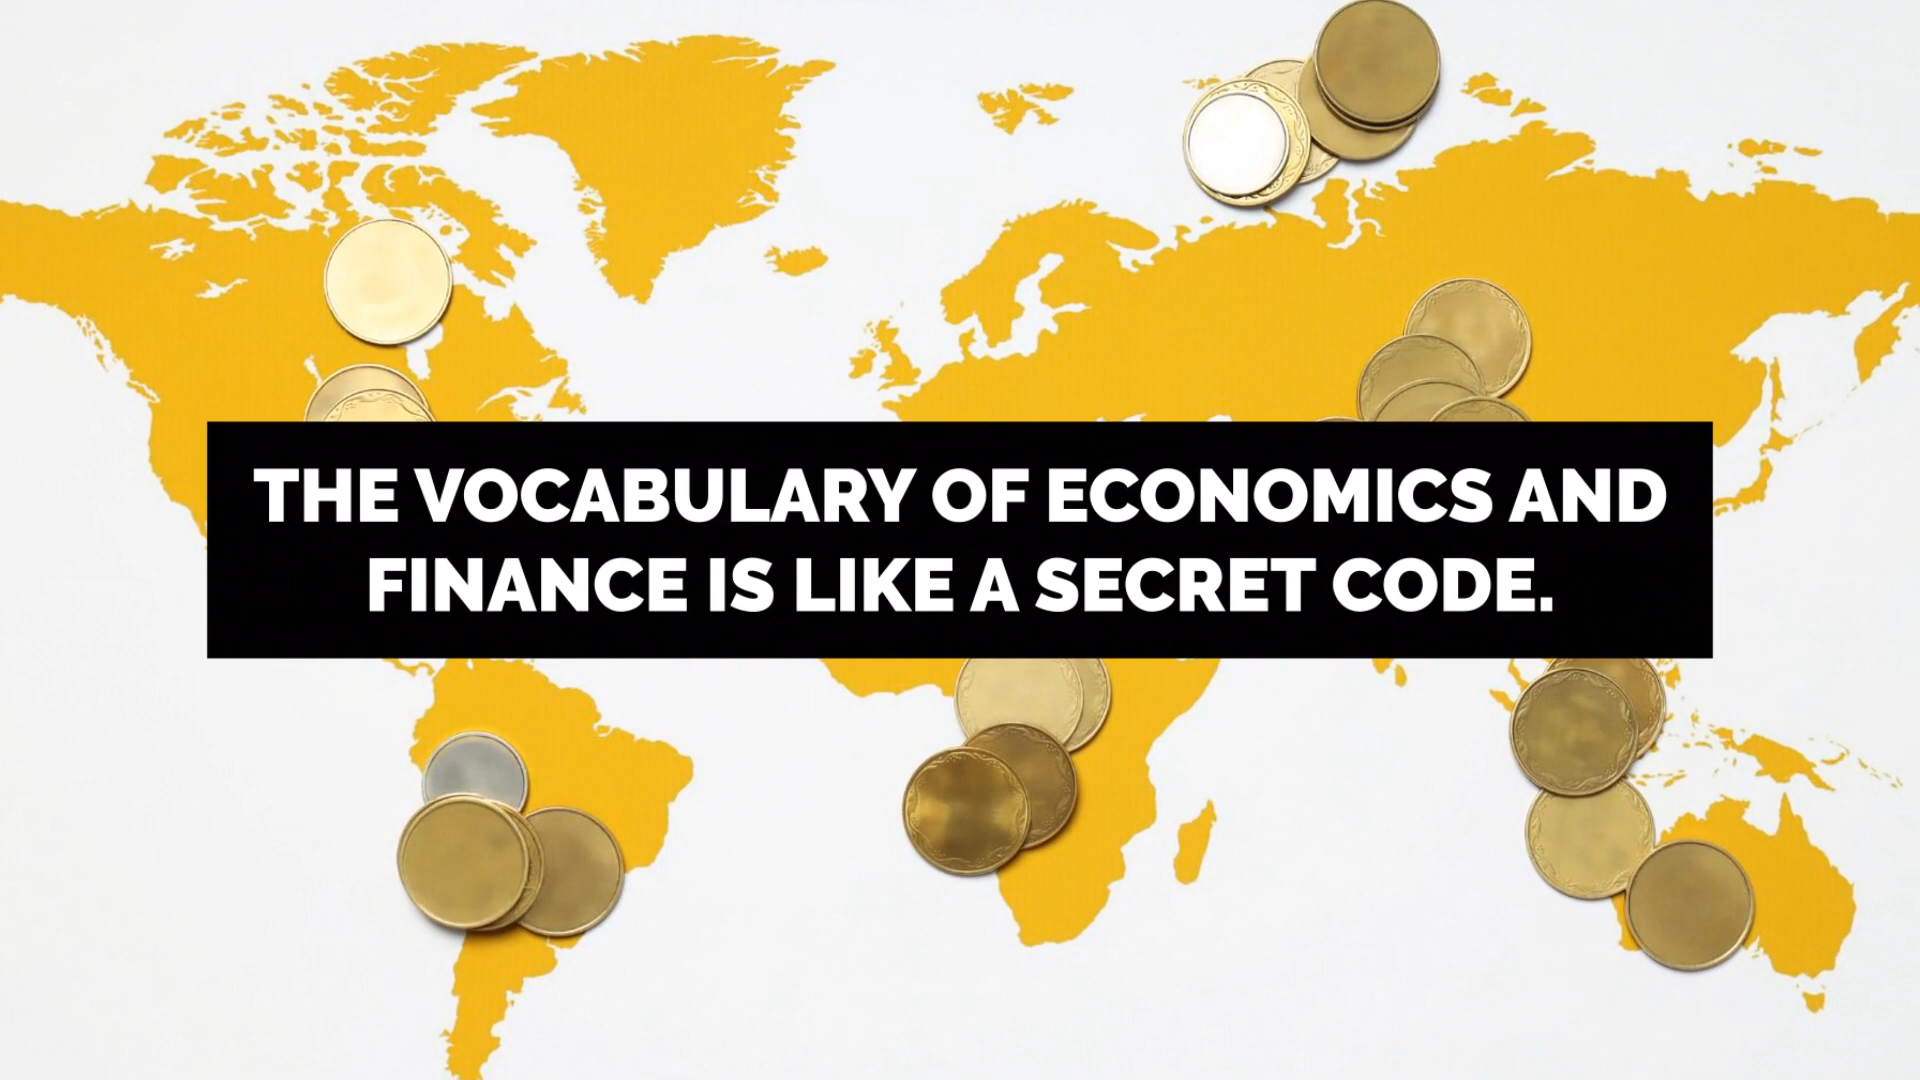 THE VOCABULARY OF ECONOMICS AND
FINANCE IS LIKE A SECRET CODE.